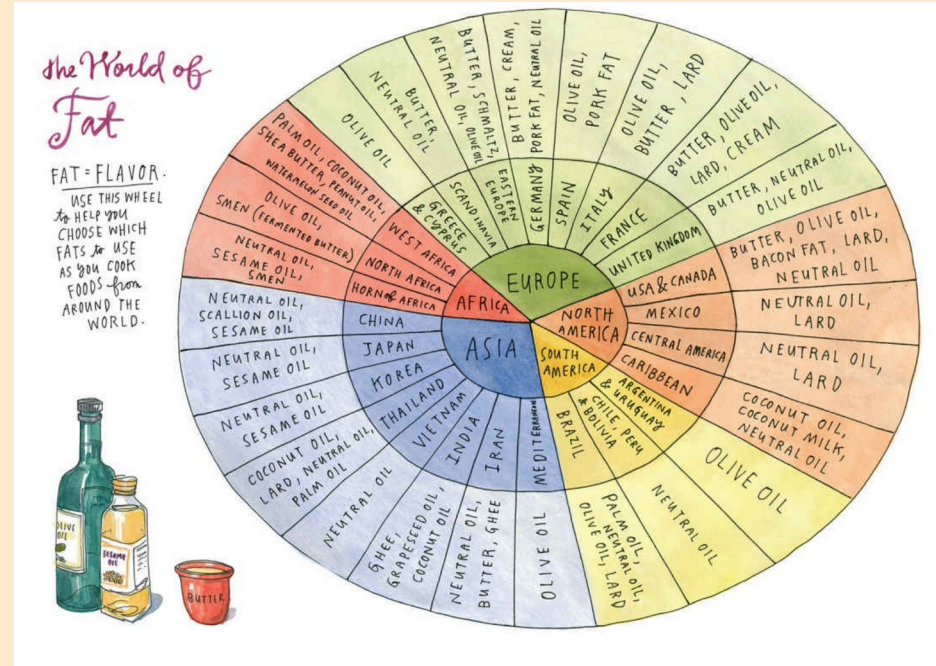 the World of
Fat
FAT = FLAVOR.
USE THIS WHEEL
to HELP YOU
CHOOSE WHICH
FATS to USE
AS YOU COOK
FOODS from
AROUND THE
WORLD.
EUROPE
GREECE
& CYPRUS
OLIVE OIL
SCANDINAVIA
BUTTER,
NEUTRAL OIL
EASTERN
EUROPE
BUTTER, SCHMALTZ,
NEUTRAL OIL, OLIVE OIL
GERMANY
BUTTER, CREAM,
PORK FAT, NEUTRAL OIL
SPAIN
OLIVE OIL,
PORK FAT
ITALY
OLIVE OIL,
BUTTER, LARD
FRANCE
BUTTER, OLIVE OIL,
LARD, CREAM
UNITED KINGDOM
BUTTER, NEUTRAL OIL,
OLIVE OIL
NORTH
AMERICA
USA & CANADA
BUTTER, OLIVE OIL,
BACON FAT, LARD,
NEUTRAL OIL
MEXICO
NEUTRAL OIL,
LARD
CENTRAL AMERICA
NEUTRAL OIL,
LARD
CARIBBEAN
COCONUT OIL,
COCONUT MILK,
NEUTRAL OIL
SOUTH
AMERICA
ARGENTINA
& URUGUAY
OLIVE OIL
CHILE, PERU
& BOLIVIA
NEUTRAL OIL
BRAZIL
PALM OIL,
NEUTRAL OIL,
OLIVE OIL, LARD
ASIA
MEDITERRANEAN
OLIVE OIL
IRAN
NEUTRAL OIL,
BUTTER, GHEE
INDIA
GHEE,
GRAPESEED OIL,
COCONUT OIL
VIETNAM
NEUTRAL OIL
THAILAND
COCONUT OIL,
LARD, NEUTRAL OIL,
PALM OIL
KOREA
NEUTRAL OIL,
SESAME OIL
JAPAN
NEUTRAL OIL,
SESAME OIL
CHINA
NEUTRAL OIL,
SCALLION OIL,
SESAME OIL
AFRICA
HORN of AFRICA
NEUTRAL OIL,
SESAME OIL,
SMEN
NORTH AFRICA
OLIVE OIL,
SMEN (FERMENTED BUTTER)
WEST AFRICA
PALM OIL, COCONUT OIL,
SHEA BUTTER, PEANUT OIL,
WATERMELON SEED OIL
OLIVE
OIL
SESAME
OIL
BUTTER